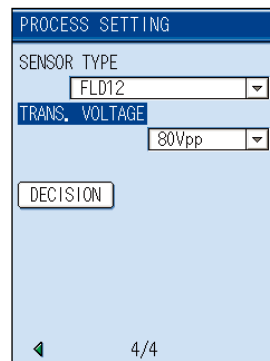 PROCESS SETTING
SENSOR TYPE
FLD12
TRANS. VOLTAGE
80Vpp
DECISION
4/4